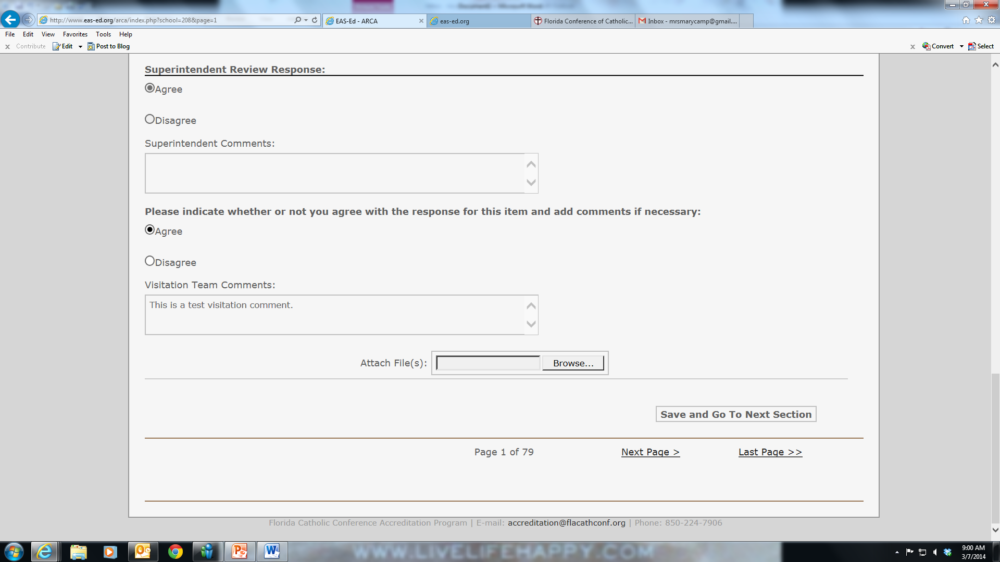 http://www.eas-ed.org/arca/index.php?school=208&page=1
EAS-Ed - ARCA
eas-ed.org
Florida Conference of Catholic...
Inbox - mrsmarycamp@gmail....
File Edit View Favorites Tools Help
x Contribute Edit Post to Blog
x Convert Select
Superintendent Review Response:
Agree
Disagree
Superintendent Comments:
Please indicate whether or not you agree with the response for this item and add comments if necessary:
Agree
Disagree
Visitation Team Comments:
This is a test visitation comment.
Attach File(s): Browse...
Save and Go To Next Section
Page 1 of 79 Next Page > Last Page >>
Florida Catholic Conference Accreditation Program | E-mail: accreditation@flacathconf.org | Phone: 850-224-7906
WWW.LIVELIFEHAPPY.COM
9:00 AM
3/7/2014